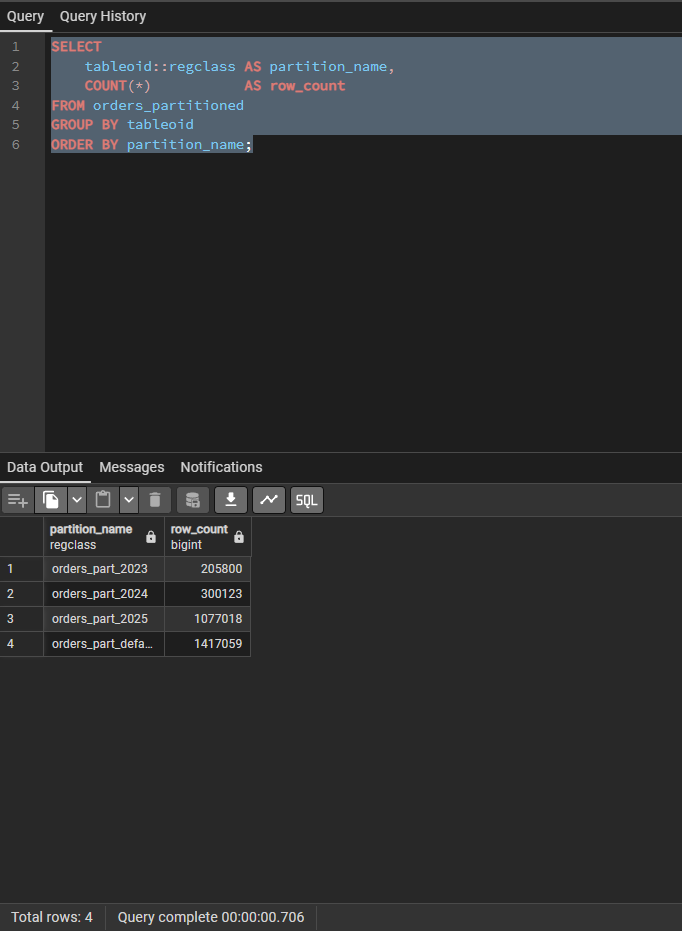 Query Query History
1 SELECT
2 tableoid::regclass AS partition_name,
3 COUNT(*) AS row_count
4 FROM orders_partitioned
5 GROUP BY tableoid
6 ORDER BY partition_name;
Data Output Messages Notifications
SQL
partition_name row_count
regclass bigint
1 orders_part_2023 205800
2 orders_part_2024 300123
3 orders_part_2025 1077018
4 orders_part_defa… 1417059
Total rows: 4 Query complete 00:00:00.706